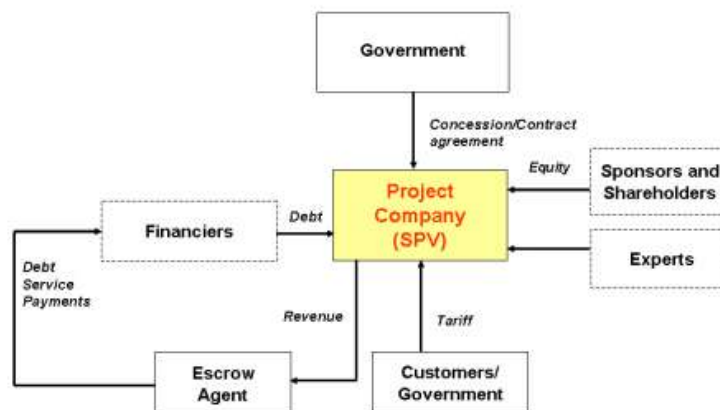 Government
Concession/Contract
agreement
Project
Company
(SPV)
Equity
Sponsors and
Shareholders
Financiers
Debt
Experts
Debt
Service
Payments
Revenue
Tariff
Escrow
Agent
Customers/
Government